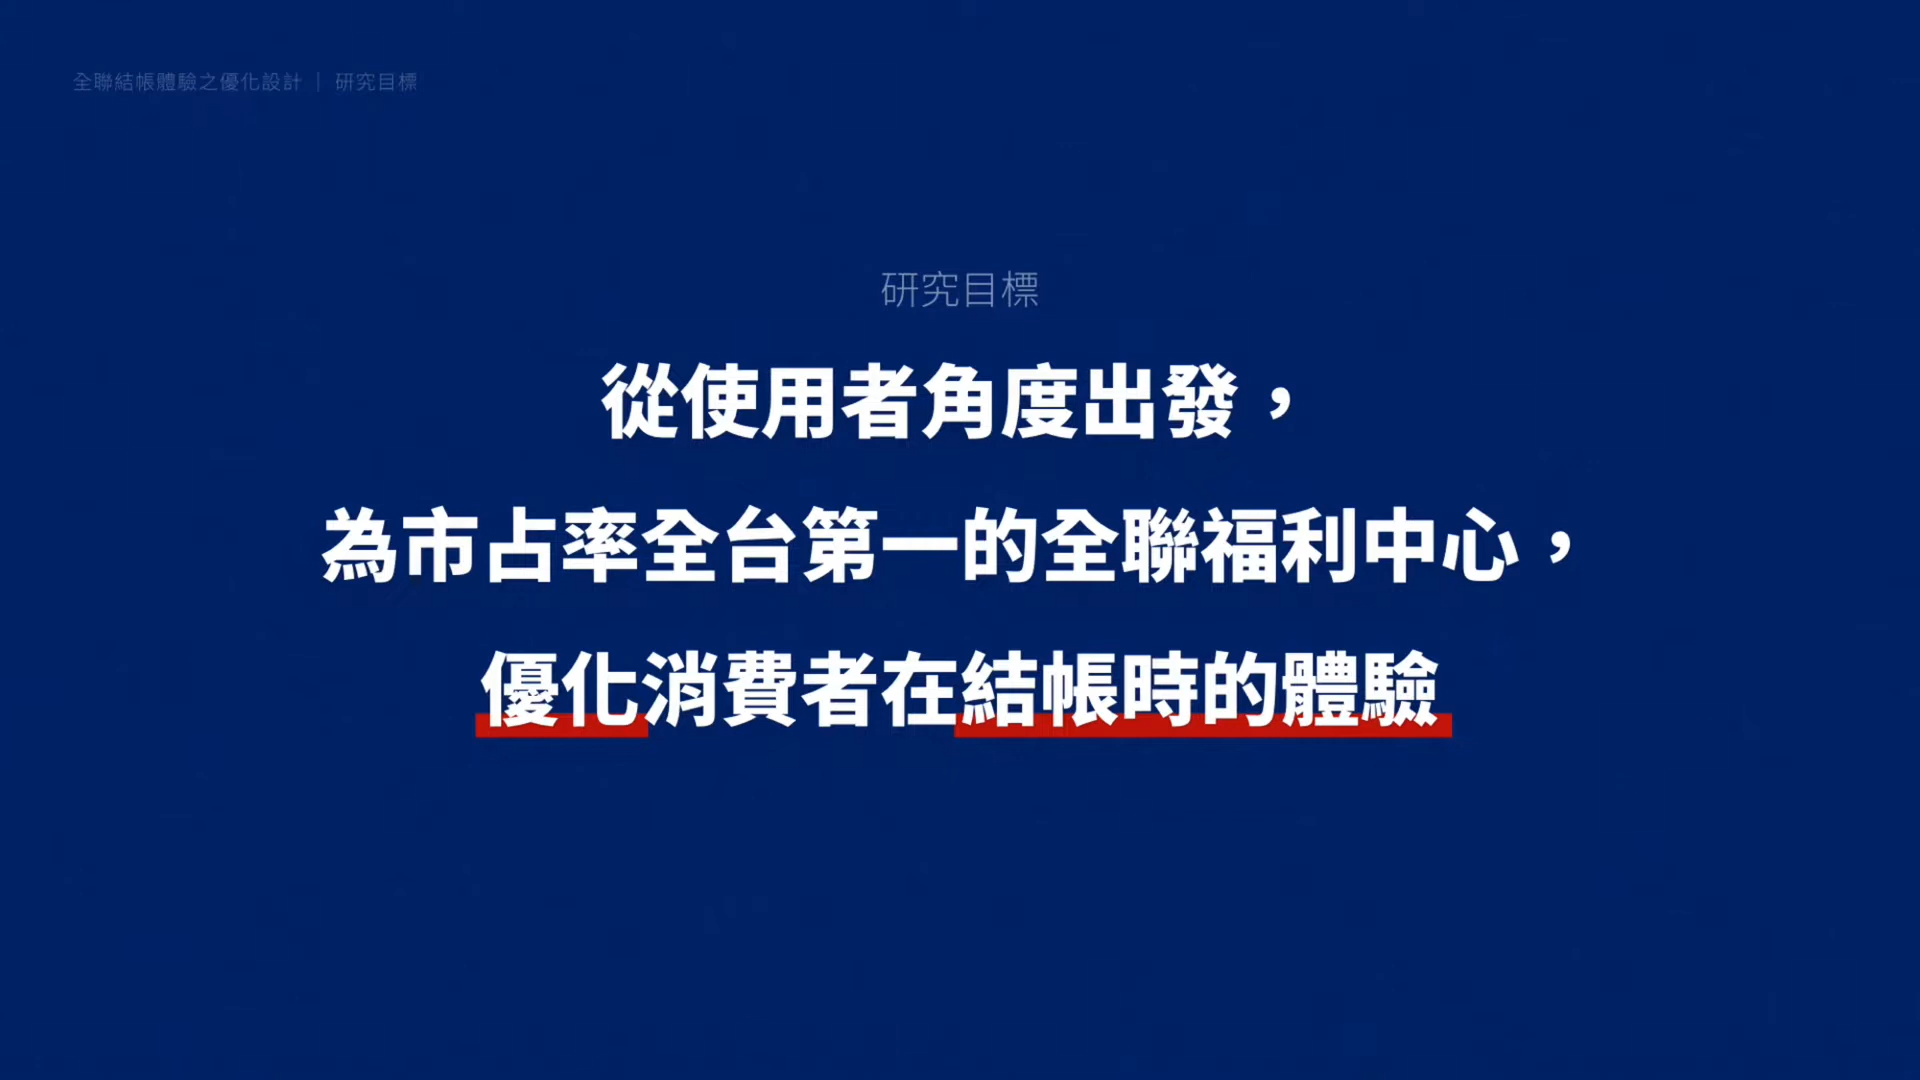 全聯結帳體驗之優化設計 | 研究目標
研究目標
從使用者角度出發，
為市占率全台第一的全聯福利中心，
優化消費者在結帳時的體驗